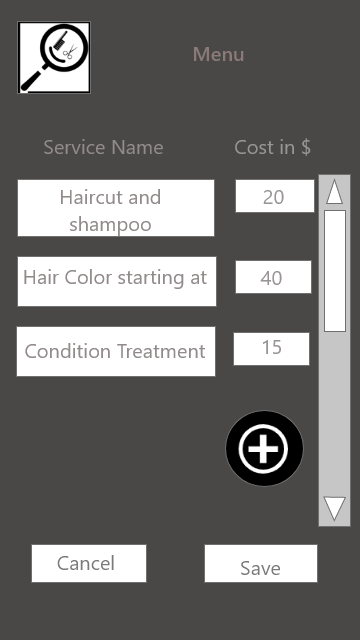 Menu
Service Name Cost in $
Haircut and 20
shampoo
Hair Color starting at 40
Condition Treatment 15
Cancel Save